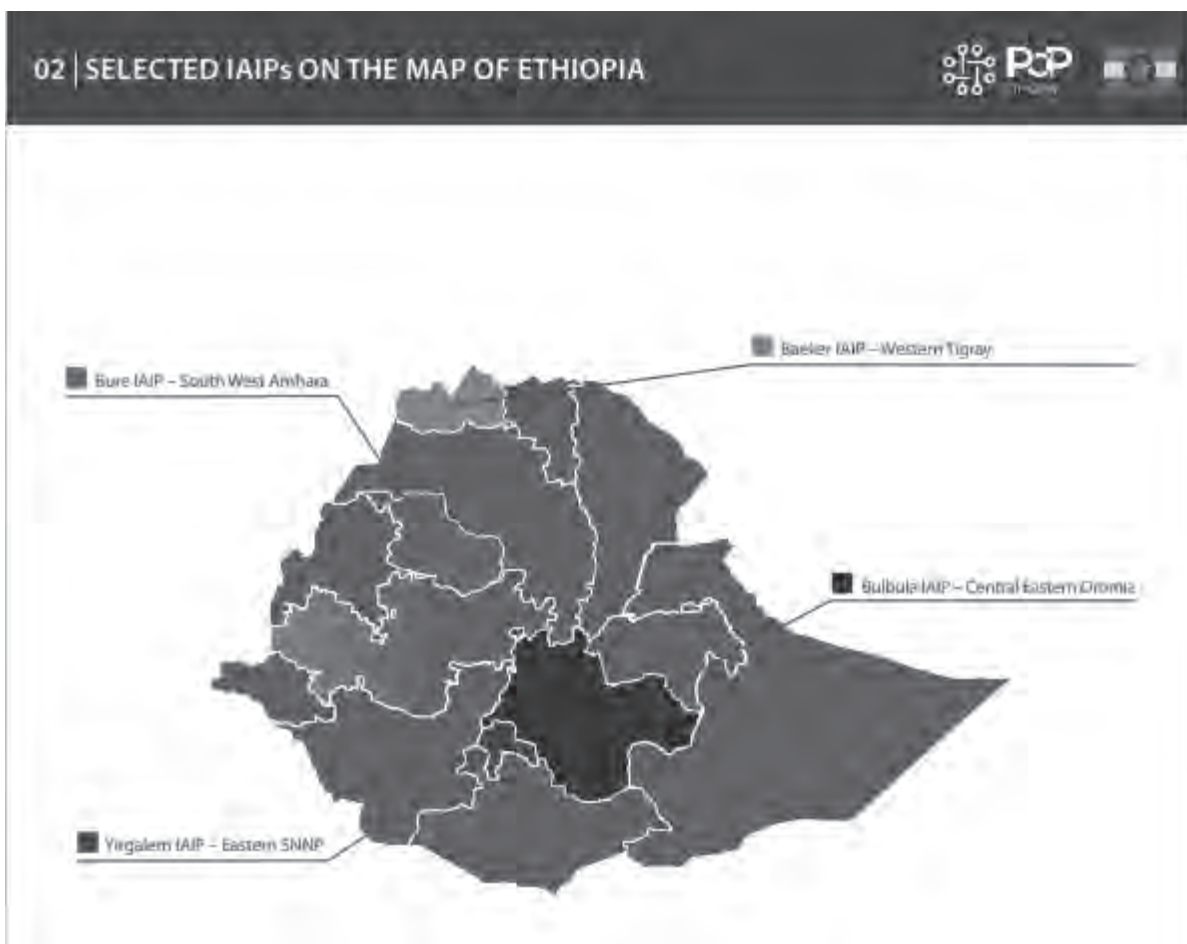 02 | SELECTED IAIPs ON THE MAP OF ETHIOPIA
PCP
Baeker IAIP – Western Tigray
Bure IAIP – South West Amhara
Bulbula IAIP – Central Eastern Oromia
Yirgalem IAIP – Eastern SNNP